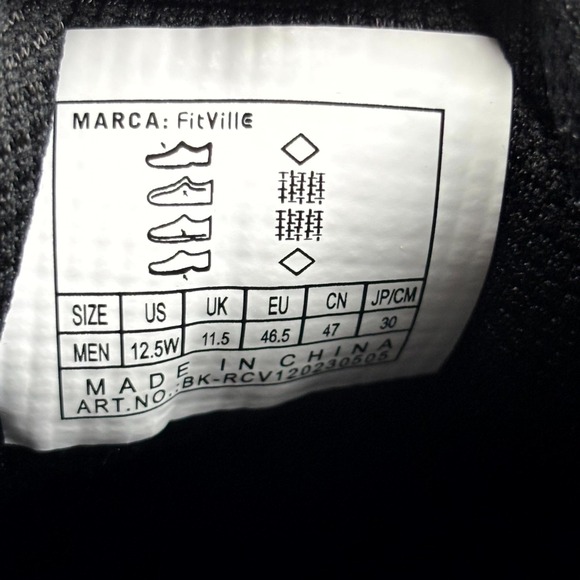 MARCA: FitVille
SIZE US UK EU CN JP/CM
MEN 12.5W 11.5 46.5 47 30
MADE IN CHINA
ART.NO.:BK-RCV120230505